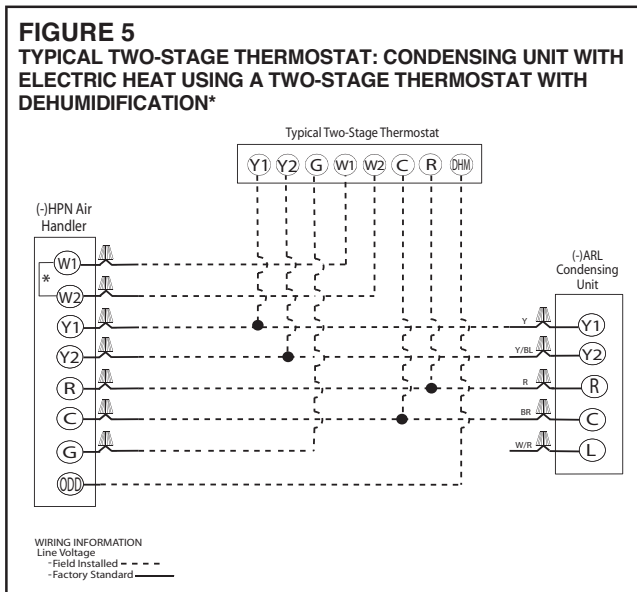 FIGURE 5
TYPICAL TWO-STAGE THERMOSTAT: CONDENSING UNIT WITH
ELECTRIC HEAT USING A TWO-STAGE THERMOSTAT WITH
DEHUMIDIFICATION*
Typical Two-Stage Thermostat
Y1 Y2 G W1 W2 C R DHM
(-)HPN Air
Handler
(-)ARL
Condensing
Unit
W1
*
W2
Y1 Y Y1
Y2 Y/BL Y2
R R R
C BR C
G W/R L
ODD
WIRING INFORMATION
Line Voltage
-Field Installed
-Factory Standard